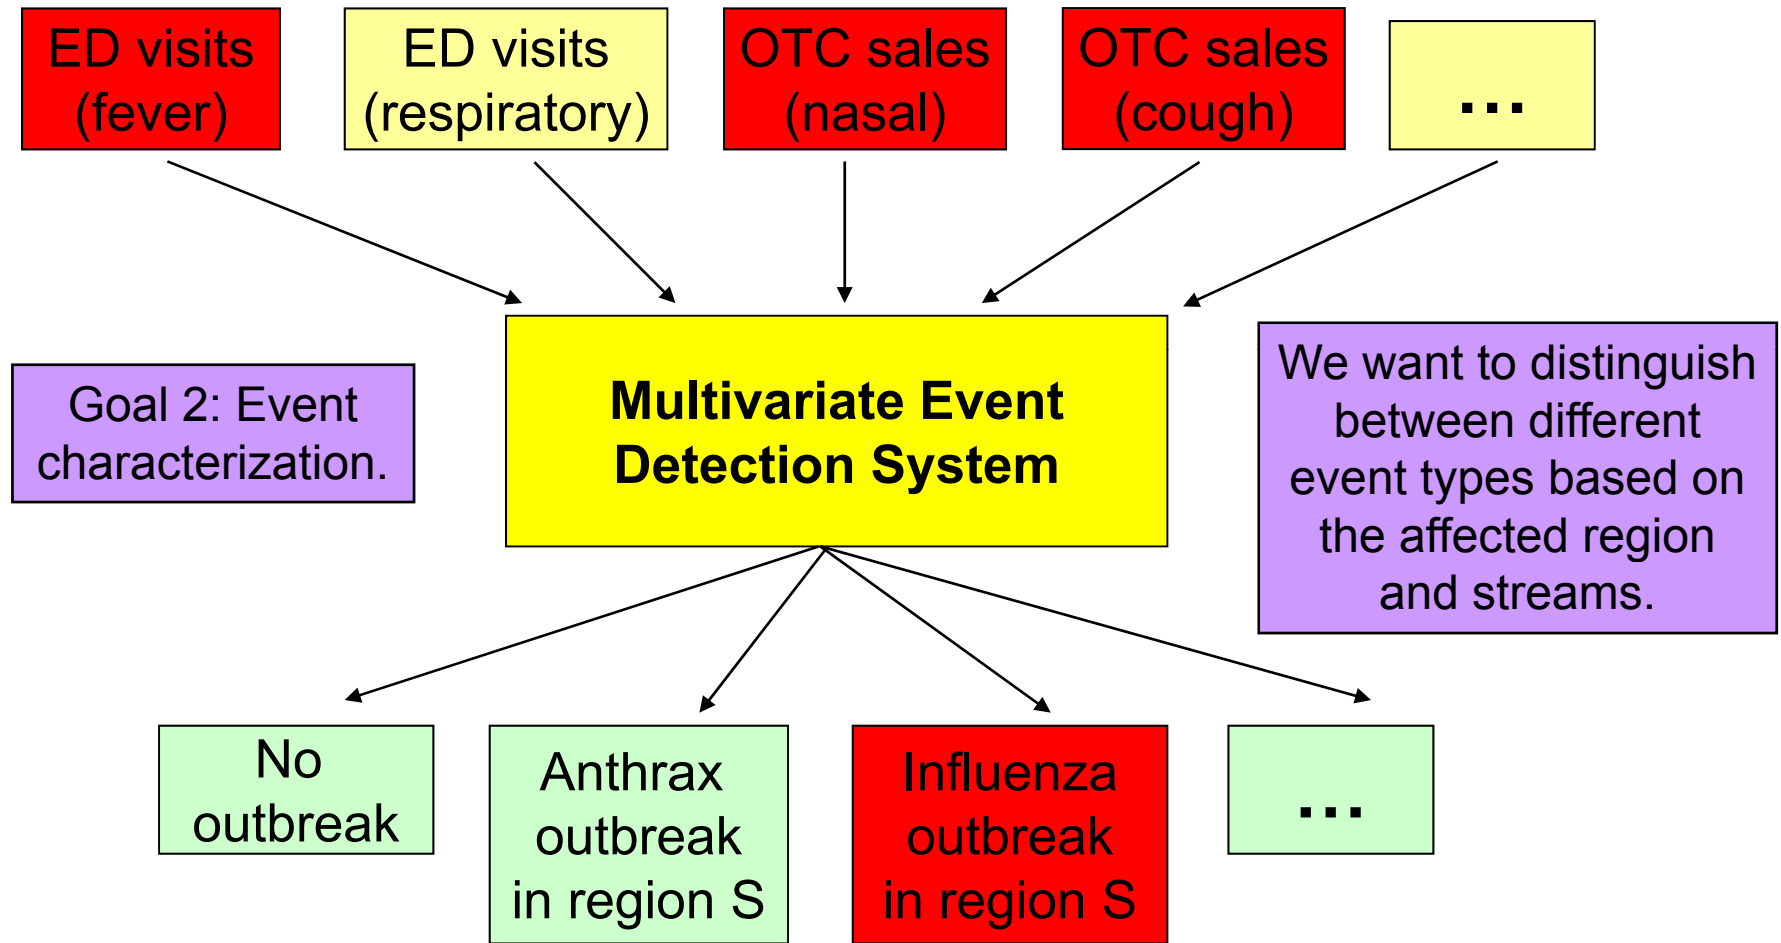 ED visits
(fever)
ED visits
(respiratory)
OTC sales
(nasal)
OTC sales
(cough)
...
Goal 2: Event
characterization.
Multivariate Event
Detection System
We want to distinguish
between different
event types based on
the affected region
and streams.
No
outbreak
Anthrax
outbreak
in region S
Influenza
outbreak
in region S
...